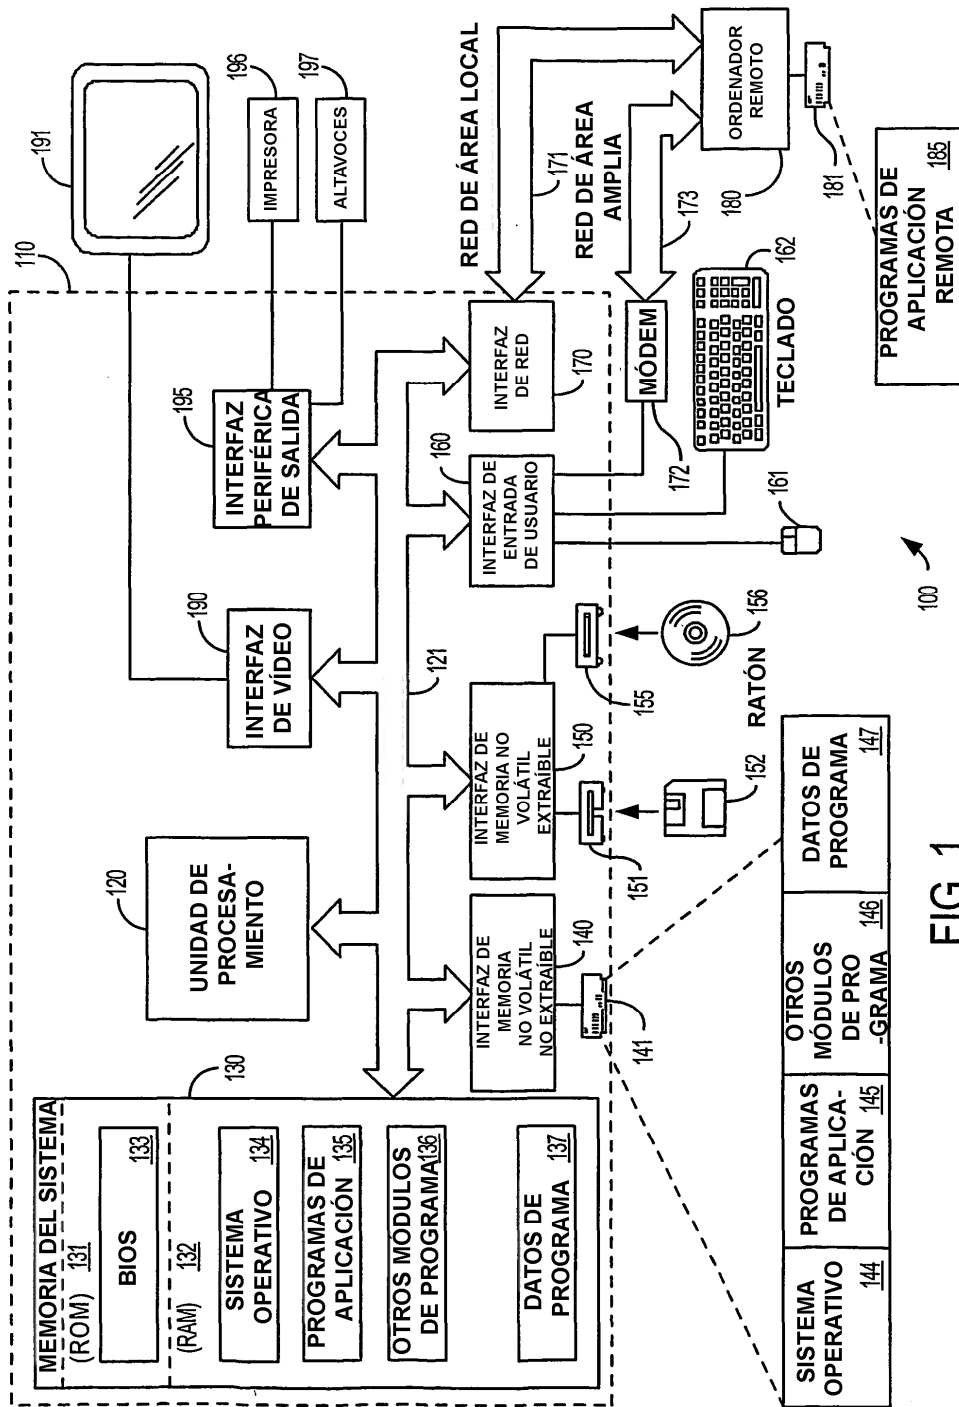 MEMORIA DEL SISTEMA
(ROM) 131
BIOS
133
(RAM) 132
SISTEMA
OPERATIVO
134
PROGRAMAS DE
APLICACIÓN
135
OTROS MODULOS
DE PROGRAMA
136
DATOS DE
PROGRAMA
137
130
UNIDAD DE
PROCESA-
MIENTO
120
INTERFAZ
DE VÍDEO
190
INTERFAZ
PERIFÉRICA
DE SALIDA
195
110
191
IMPRESORA
196
ALTAVOCES
197
121
INTERFAZ DE
MEMORIA
NO VOLÁTIL
NO EXTRAÍBLE
140
INTERFAZ DE
MEMORIA NO
VOLÁTIL
EXTRAÍBLE
150
INTERFAZ DE
ENTRADA
DE USUARIO
160
INTERFAZ
DE RED
170
RED DE ÁREA LOCAL
171
RED DE ÁREA
AMPLIA
173
MÓDEM
172
ORDENADOR
REMOTO
180
181
141
151
155
152
156
RATÓN
161
162
TECLADO
PROGRAMAS DE
APLICACIÓN
REMOTA
185
SISTEMA
OPERATIVO
144
PROGRAMAS
DE APLICA-
CIÓN
145
OTROS
MÓDULOS
DE PRO
-GRAMA
146
DATOS DE
PROGRAMA
147
100
FIG. 1